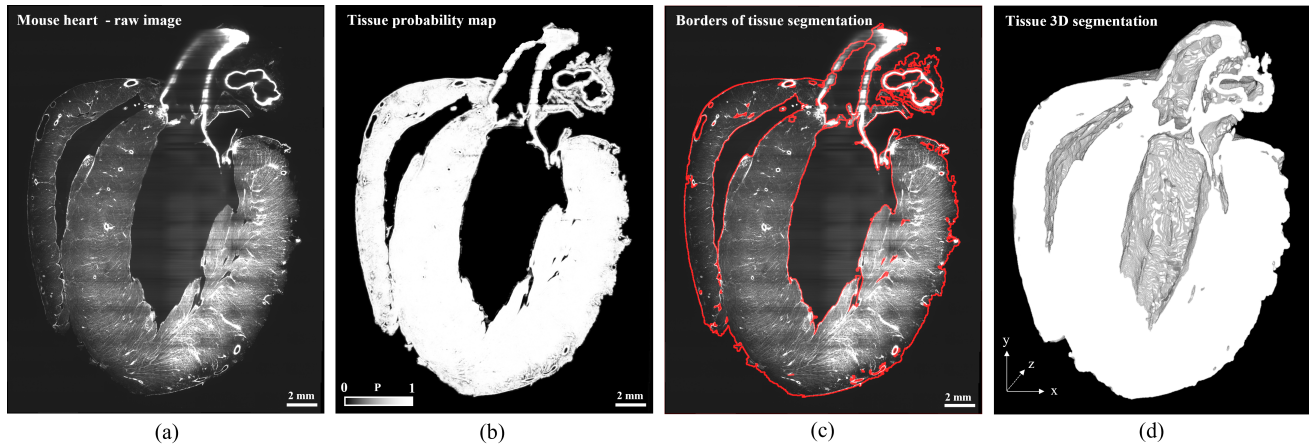 Mouse heart - raw image
2 mm
(a)
Tissue probability map
0 P 1
2 mm
(b)
Borders of tissue segmentation
2 mm
(c)
Tissue 3D segmentation
y
z
x
(d)